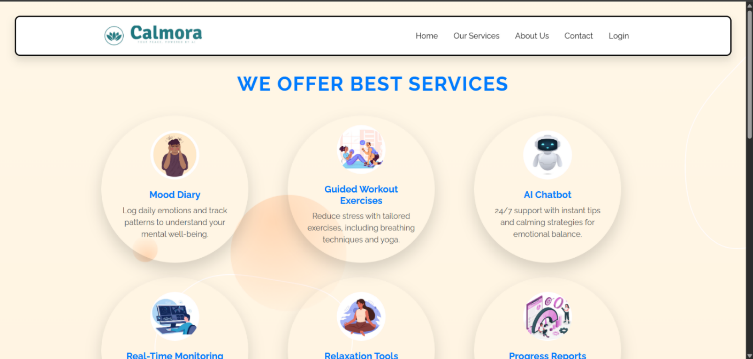 Calmora
Home Our Services About Us Contact Login
WE OFFER BEST SERVICES
Mood Diary
Log daily emotions and track
patterns to understand your
mental well-being.
Guided Workout
Exercises
Reduce stress with tailored
exercises, including breathing
techniques and yoga.
AI Chatbot
24/7 support with instant tips
and calming strategies for
emotional balance.
Real-Time Monitoring
Relaxation Tools
Progress Reports